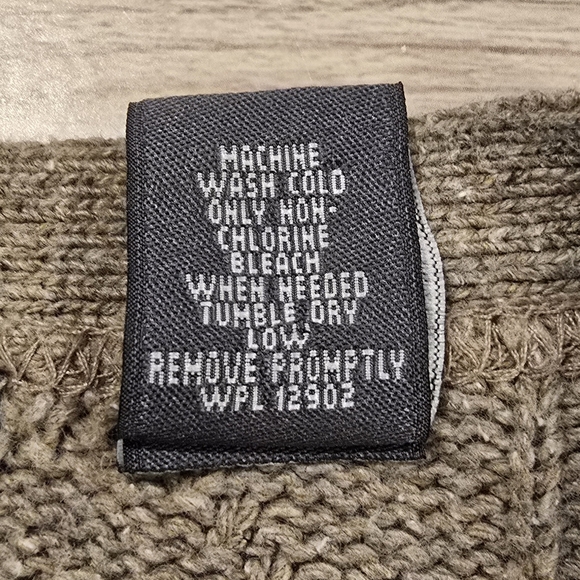 MACHINE
WASH COLD
ONLY NON-
CHLORINE
BLEACH
WHEN NEEDED
TUMBLE DRY
LOW
REMOVE PROMPTLY
WPL 12902